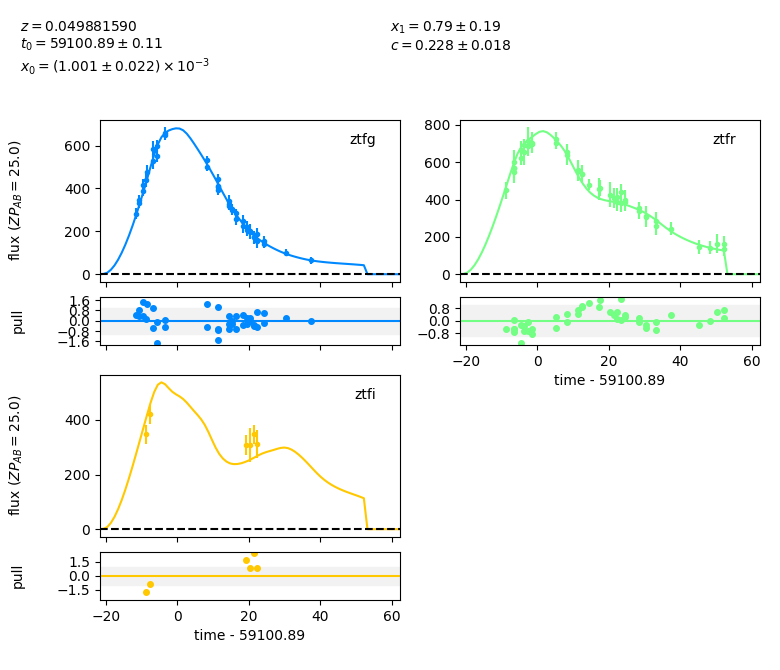 z = 0.049881590
t₀ = 59100.89 ± 0.11
x₀ = (1.001 ± 0.022) × 10⁻³
x₁ = 0.79 ± 0.19
c = 0.228 ± 0.018
flux (ZP_AB = 25.0)
600
400
200
0
ztfg
800
600
400
200
0
ztfr
pull
1.6
0.8
0.0
−0.8
−1.6
0.8
0.0
−0.8
−20 0 20 40 60
time - 59100.89
flux (ZP_AB = 25.0)
400
200
0
ztfi
pull
1.5
0.0
−1.5
−20 0 20 40 60
time - 59100.89